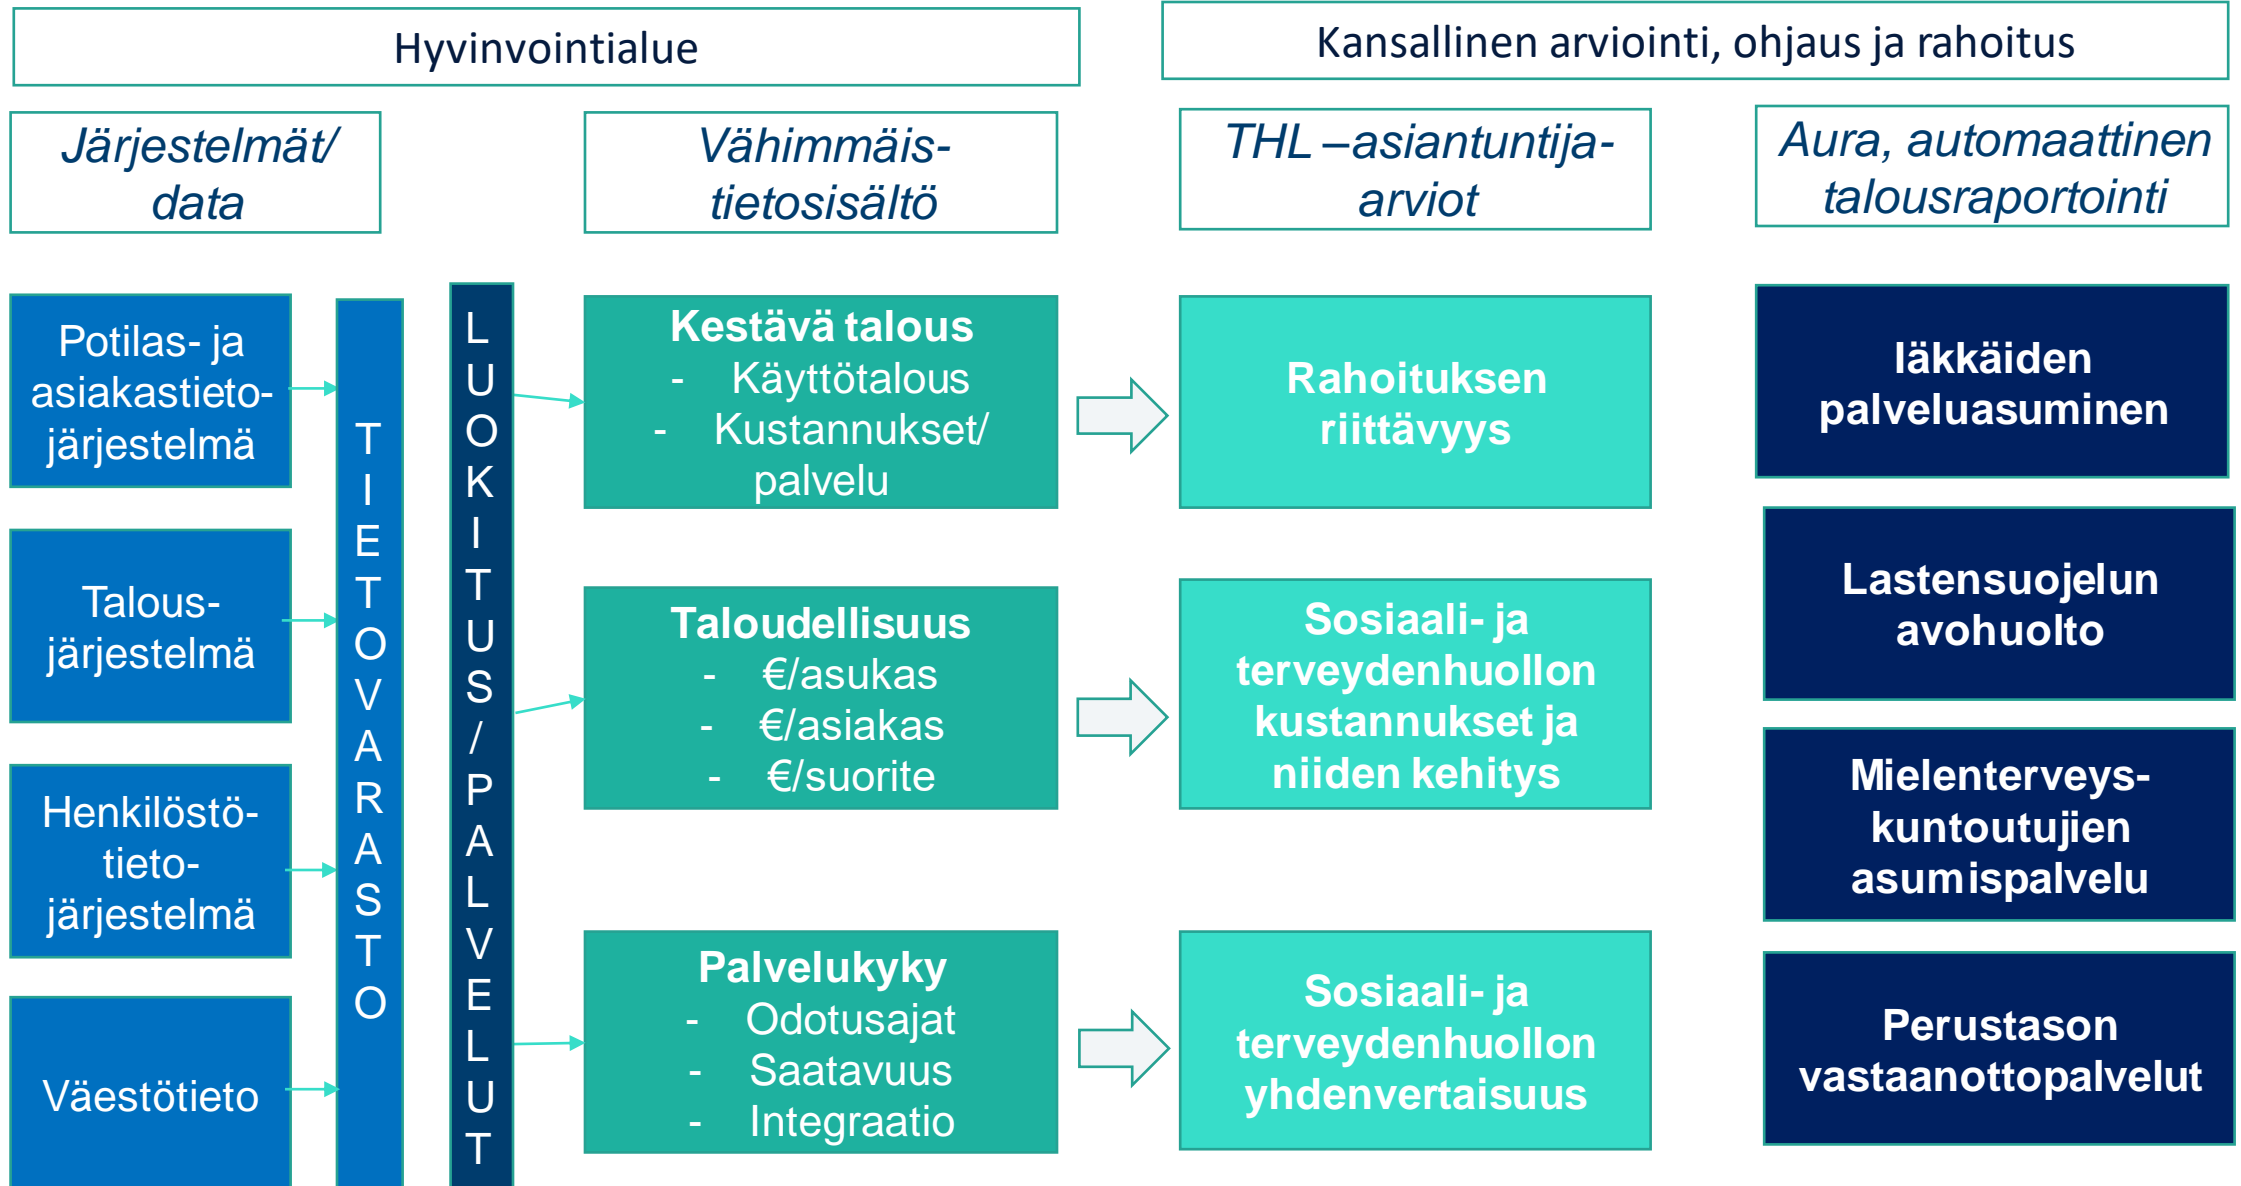 Hyvinvointialue
Kansallinen arviointi, ohjaus ja rahoitus
Järjestelmät/
data
Vähimmäis-
tietosisältö
THL –asiantuntija-
arviot
Aura, automaattinen
talousraportointi
Potilas- ja
asiakastieto-
järjestelmä
Talous-
järjestelmä
Henkilöstö-
tieto-
järjestelmä
Väestötieto
TIETOVARASTO
LUOKITUS/PALVELUT
Kestävä talous
- Käyttötalous
- Kustannukset/
palvelu
Taloudellisuus
- €/asukas
- €/asiakas
- €/suorite
Palvelukyky
- Odotusajat
- Saatavuus
- Integraatio
Rahoituksen
riittävyys
Sosiaali- ja
terveydenhuollon
kustannukset ja
niiden kehitys
Sosiaali- ja
terveydenhuollon
yhdenvertaisuus
Iäkkäiden
palveluasuminen
Lastensuojelun
avohuolto
Mielenterveys-
kuntoutujien
asumispalvelu
Perustason
vastaanottopalvelut